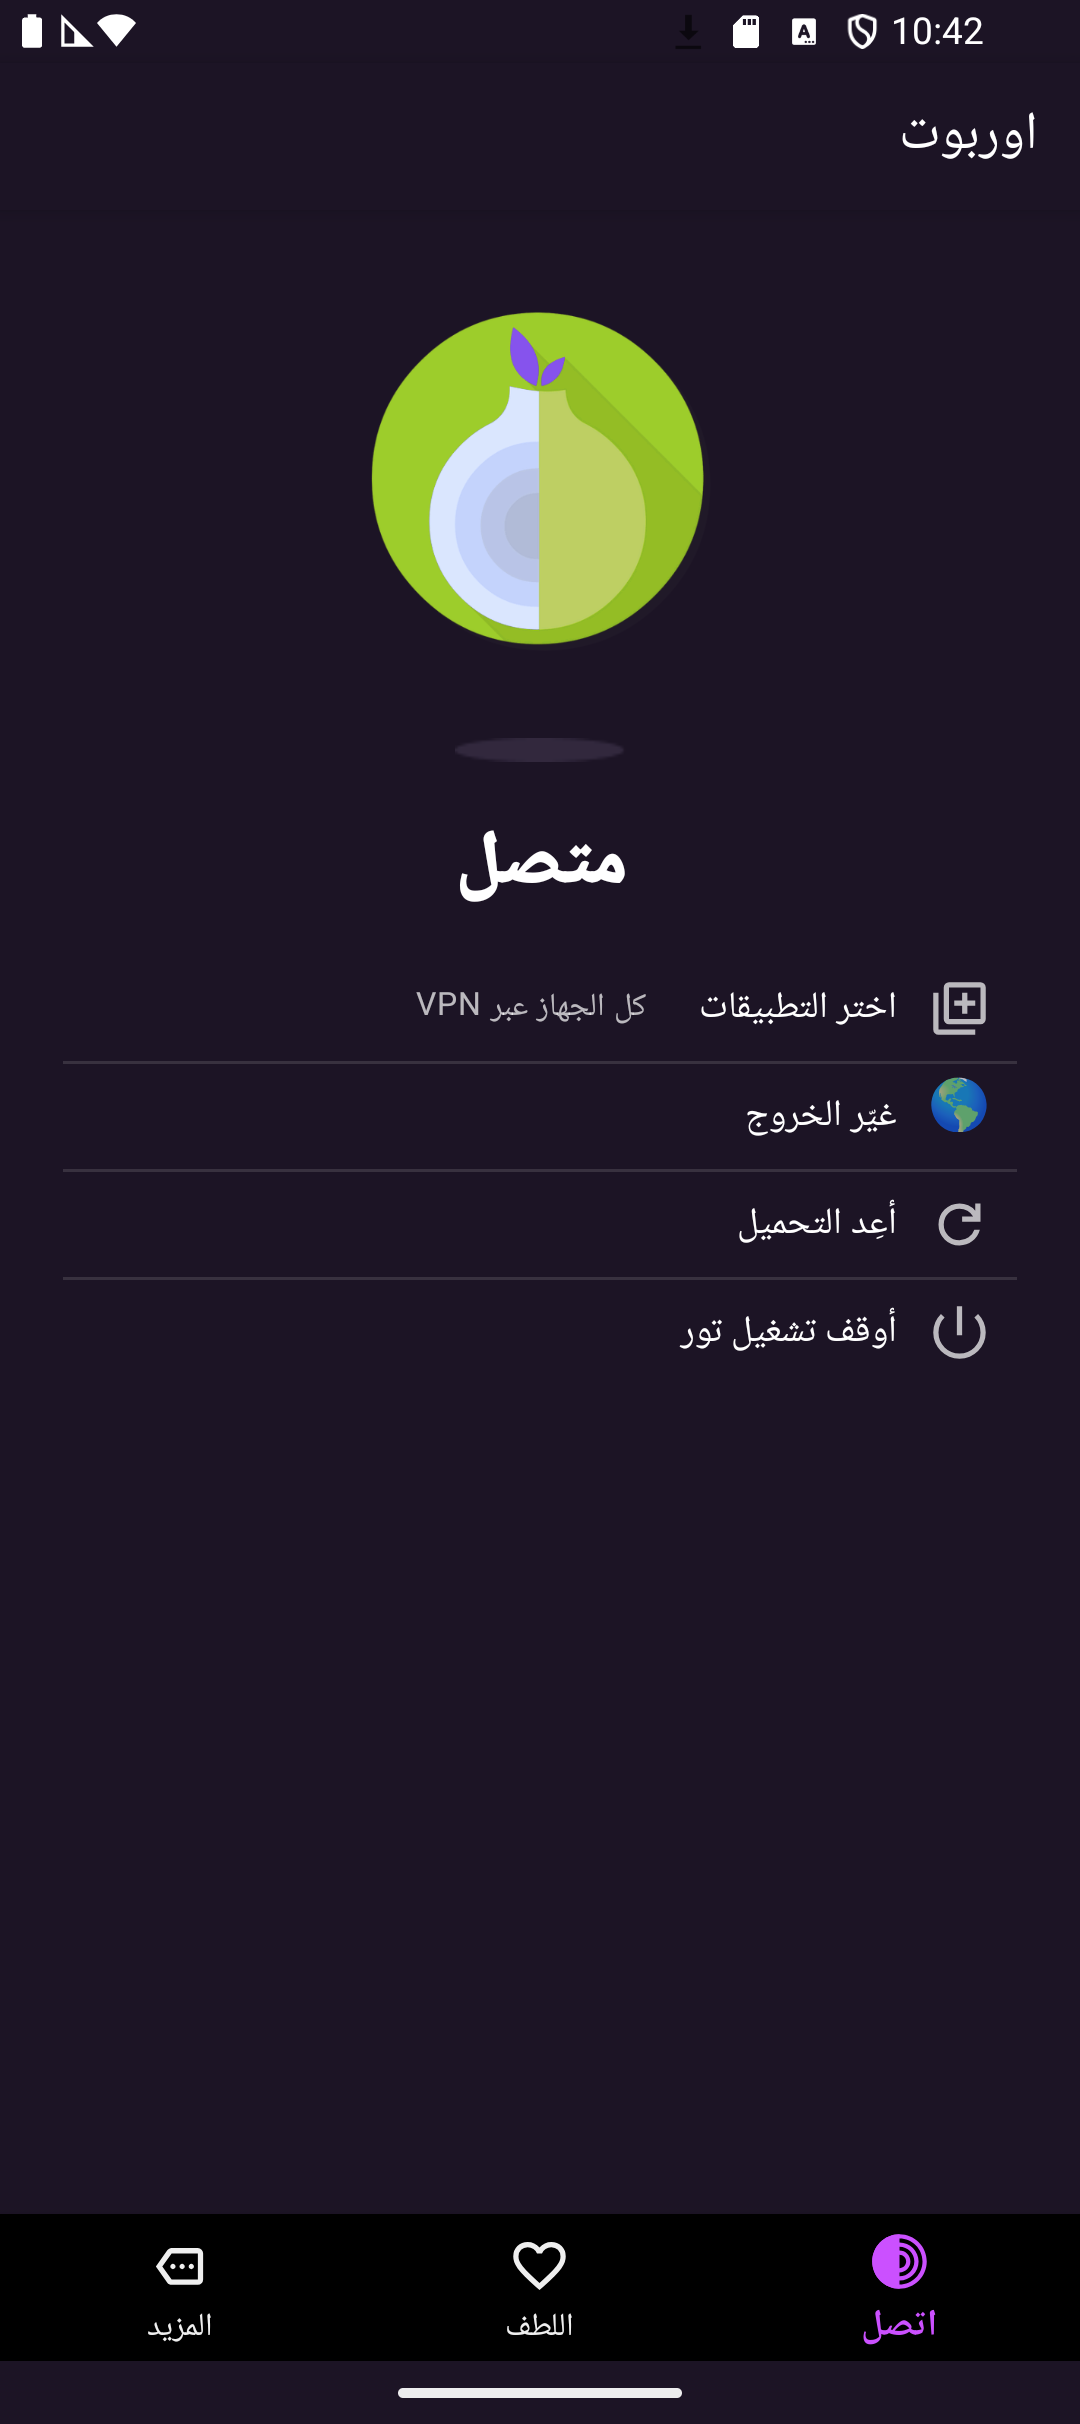 10:42
اوربوت
متصل
اختر التطبيقات كل الجهاز عبر VPN
غيّر الخروج
أعِد التحميل
أوقف تشغيل تور
اتصل اللطف المزيد